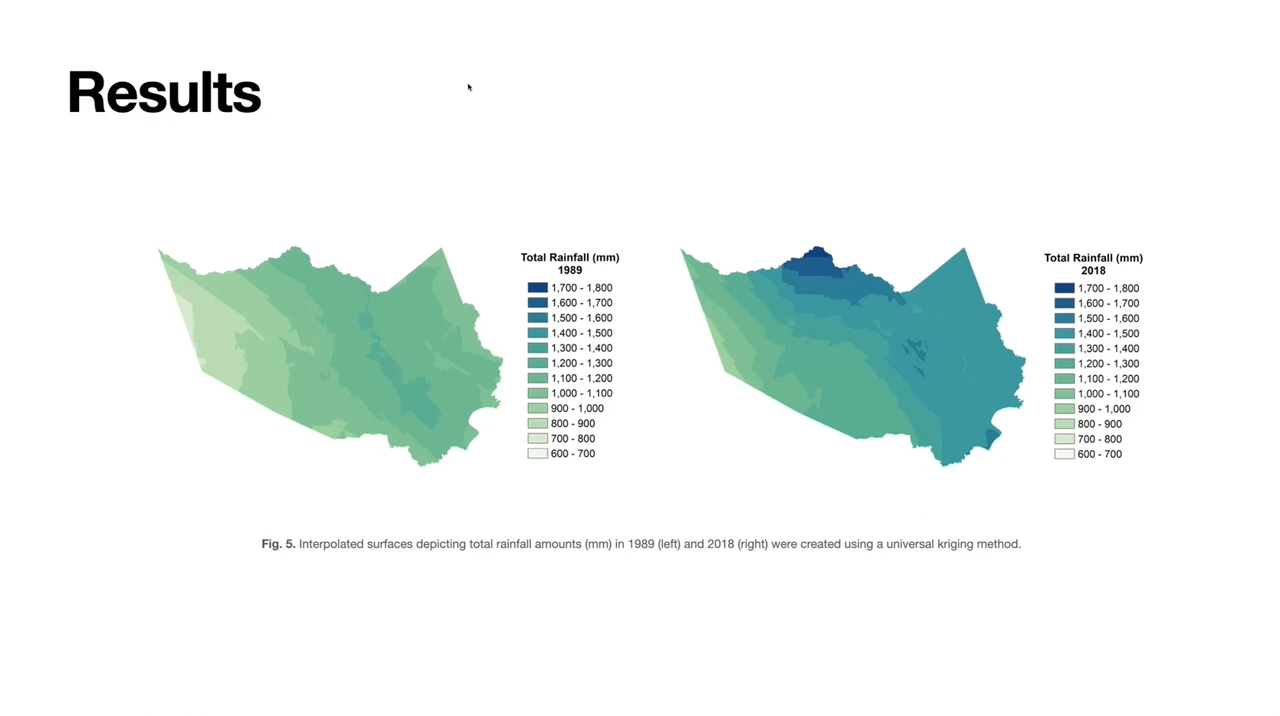 Results
Total Rainfall (mm)
1989
1,700 - 1,800
1,600 - 1,700
1,500 - 1,600
1,400 - 1,500
1,300 - 1,400
1,200 - 1,300
1,100 - 1,200
1,000 - 1,100
900 - 1,000
800 - 900
700 - 800
600 - 700
Total Rainfall (mm)
2018
1,700 - 1,800
1,600 - 1,700
1,500 - 1,600
1,400 - 1,500
1,300 - 1,400
1,200 - 1,300
1,100 - 1,200
1,000 - 1,100
900 - 1,000
800 - 900
700 - 800
600 - 700
Fig. 5. Interpolated surfaces depicting total rainfall amounts (mm) in 1989 (left) and 2018 (right) were created using a universal kriging method.